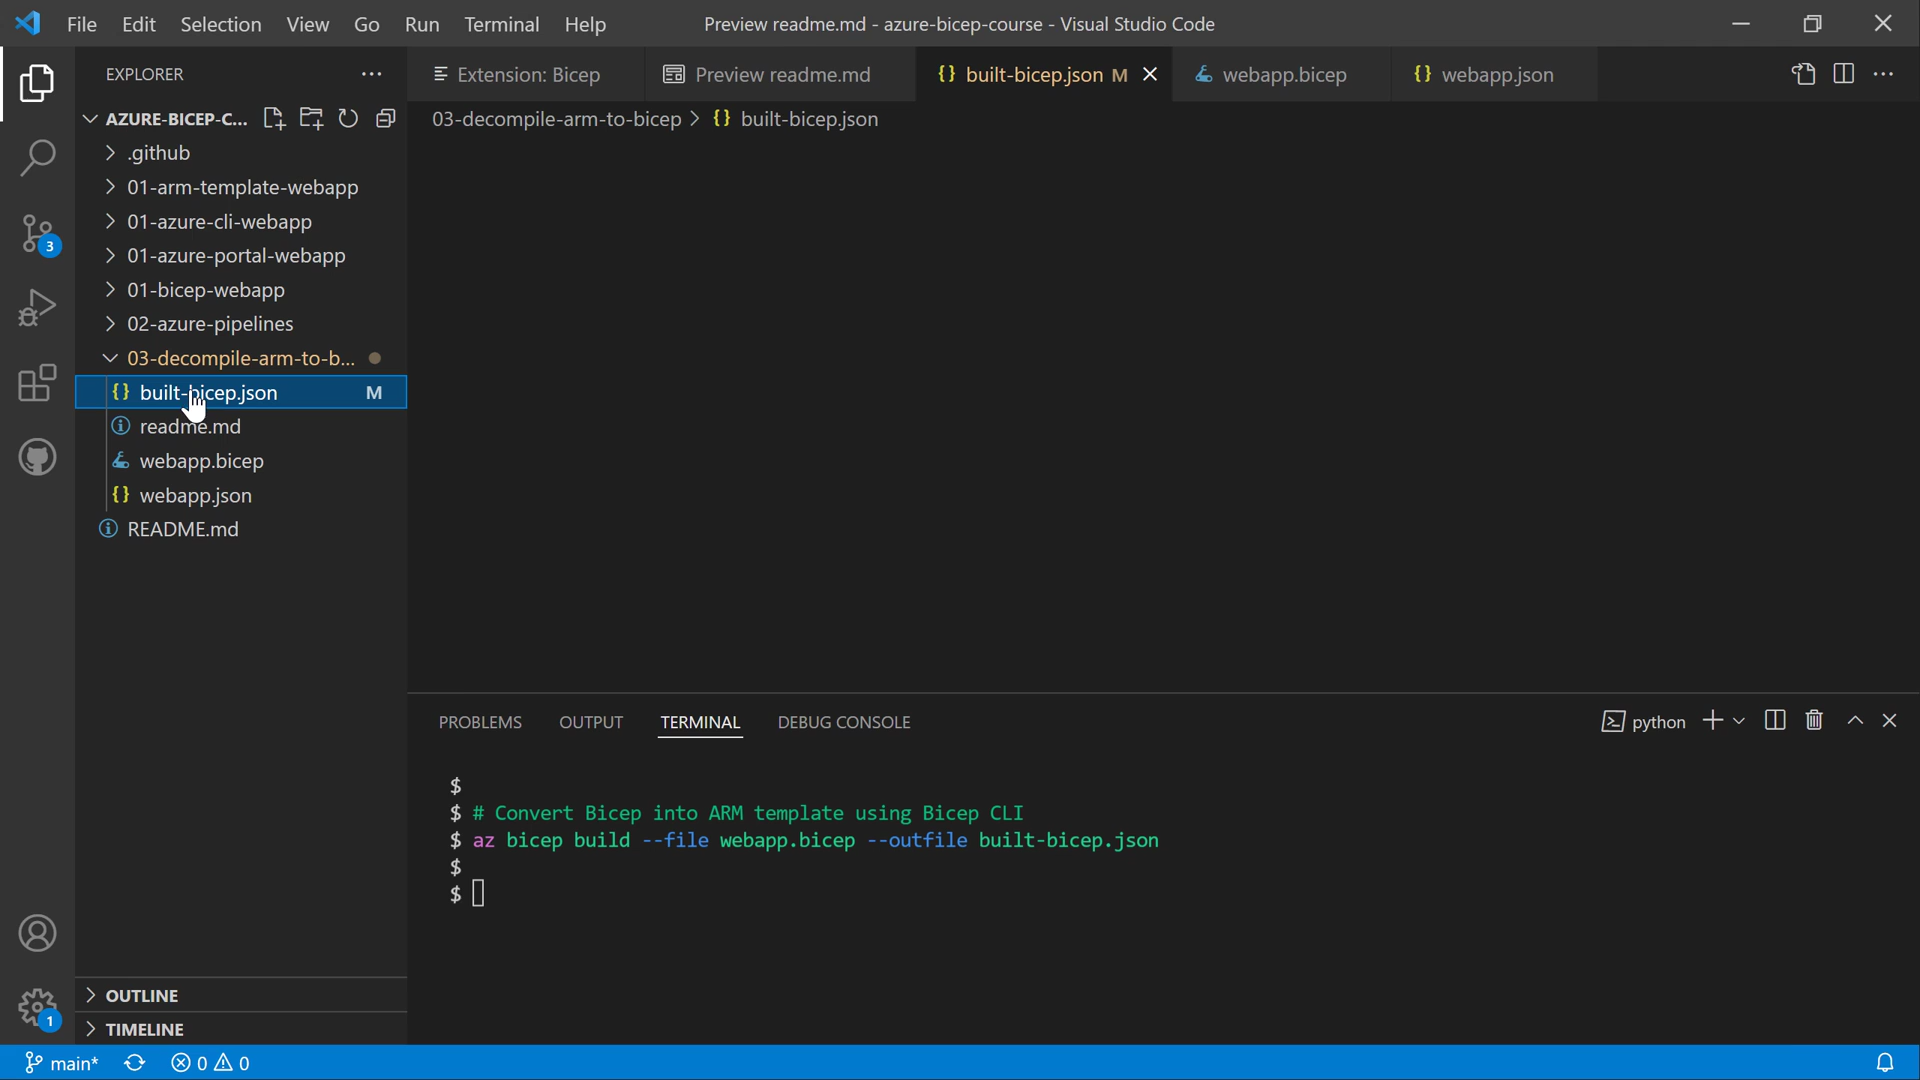 File Edit Selection View Go Run Terminal Help
Preview readme.md - azure-bicep-course - Visual Studio Code
EXPLORER
Extension: Bicep
Preview readme.md
{} built-bicep.json M
webapp.bicep
{} webapp.json
AZURE-BICEP-C...
03-decompile-arm-to-bicep > {} built-bicep.json
.github
01-arm-template-webapp
01-azure-cli-webapp
3
01-azure-portal-webapp
01-bicep-webapp
02-azure-pipelines
03-decompile-arm-to-b...
{} built-bicep.json M
readme.md
webapp.bicep
{} webapp.json
README.md
PROBLEMS OUTPUT TERMINAL DEBUG CONSOLE
python
$
$ # Convert Bicep into ARM template using Bicep CLI
$ az bicep build --file webapp.bicep --outfile built-bicep.json
$
$
OUTLINE
1
TIMELINE
main* 0 0